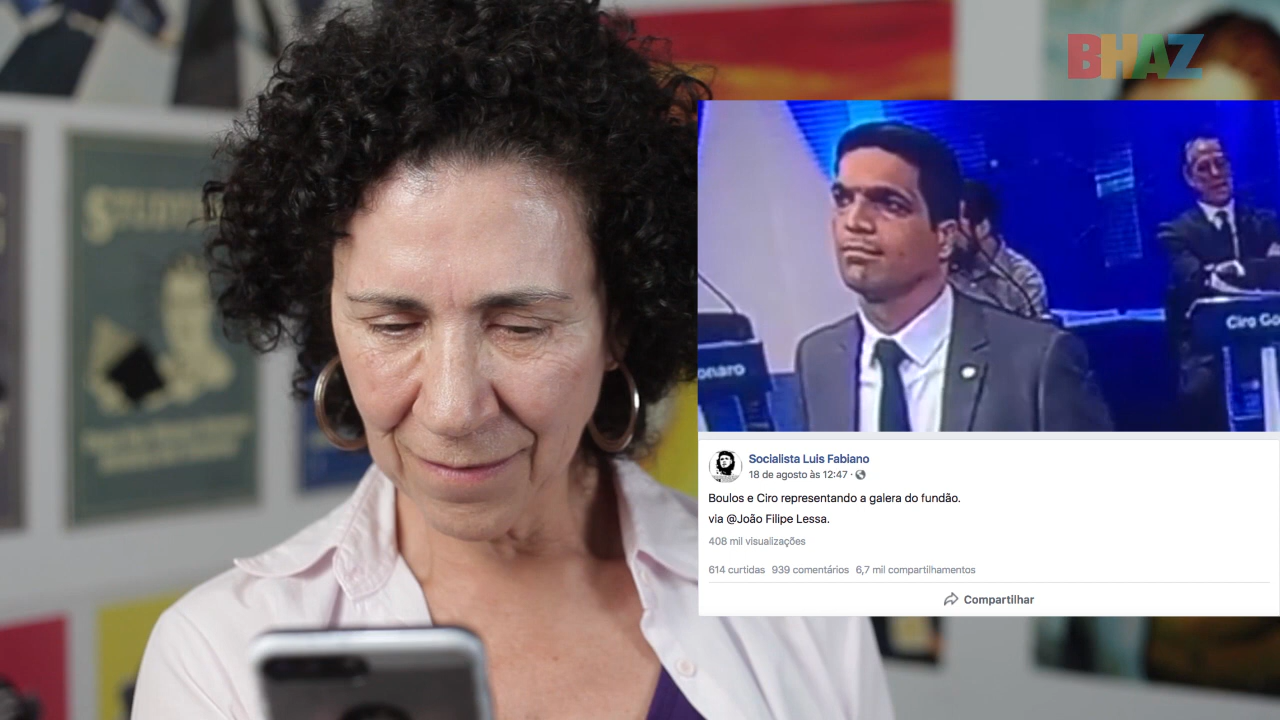 BHAZ
onaro
Ciro Go
Socialista Luis Fabiano
18 de agosto às 12:47 ·
Boulos e Ciro representando a galera do fundão.
via @João Filipe Lessa.
408 mil visualizações
614 curtidas 939 comentários 6,7 mil compartilhamentos
Compartilhar